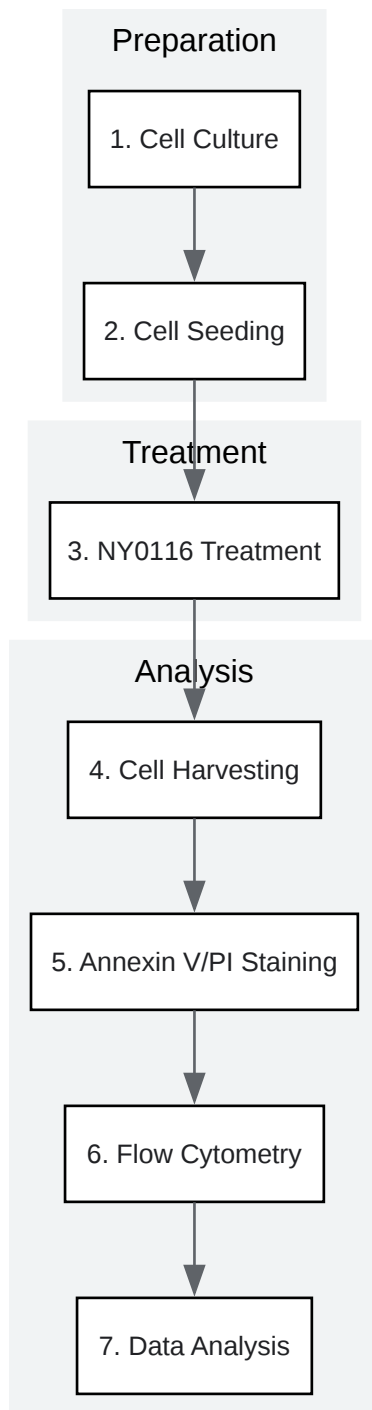 Preparation
1. Cell Culture
2. Cell Seeding
Treatment
3. NY0116 Treatment
Analysis
4. Cell Harvesting
5. Annexin V/PI Staining
6. Flow Cytometry
7. Data Analysis